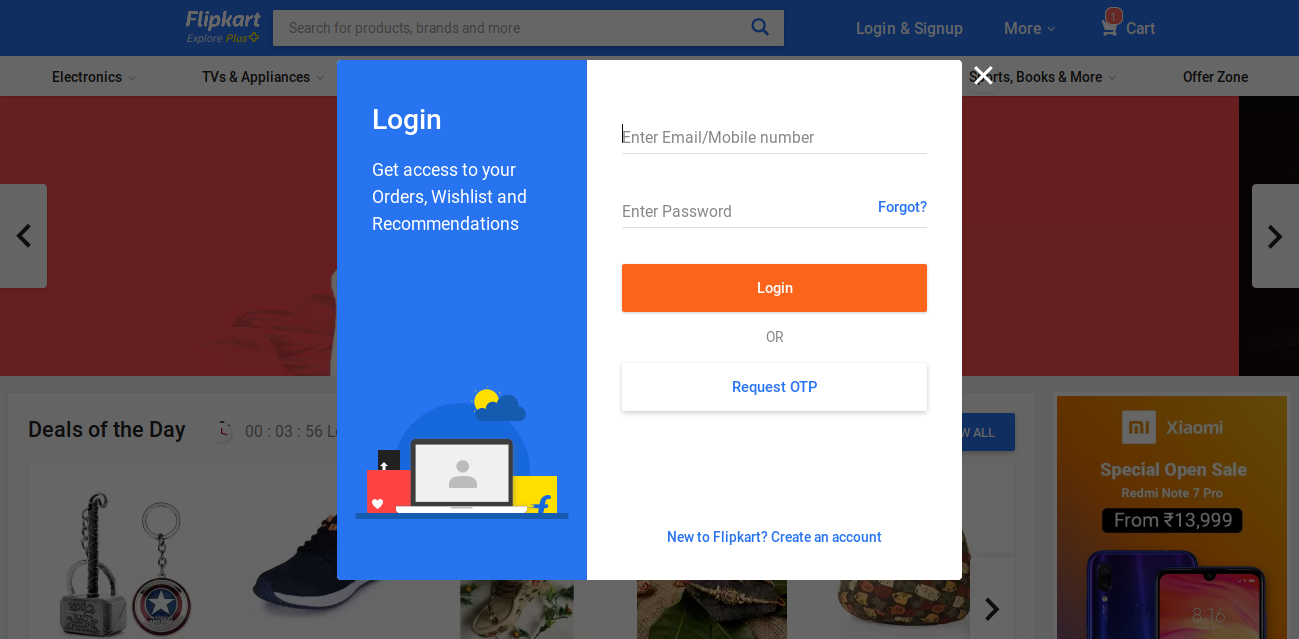 Flipkart
Explore Plus
Search for products, brands and more
Login & Signup
More
1
Cart
Electronics
TVs & Appliances
Sports, Books & More
Offer Zone
Login
Get access to your
Orders, Wishlist and
Recommendations
Enter Email/Mobile number
Enter Password
Forgot?
Login
OR
Request OTP
New to Flipkart? Create an account
Deals of the Day
00 : 03 : 56
ALL
mi Xiaomi
Special Open Sale
Redmi Note 7 Pro
From ₹13,999
8:16